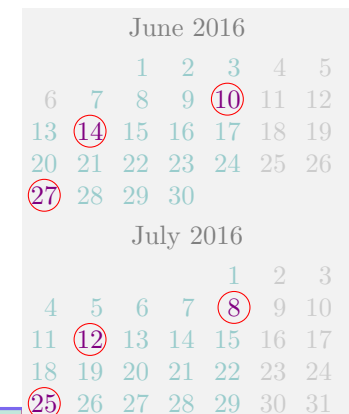 June 2016
1 2 3 4 5
6 7 8 9 10 11 12
13 14 15 16 17 18 19
20 21 22 23 24 25 26
27 28 29 30
July 2016
1 2 3
4 5 6 7 8 9 10
11 12 13 14 15 16 17
18 19 20 21 22 23 24
25 26 27 28 29 30 31